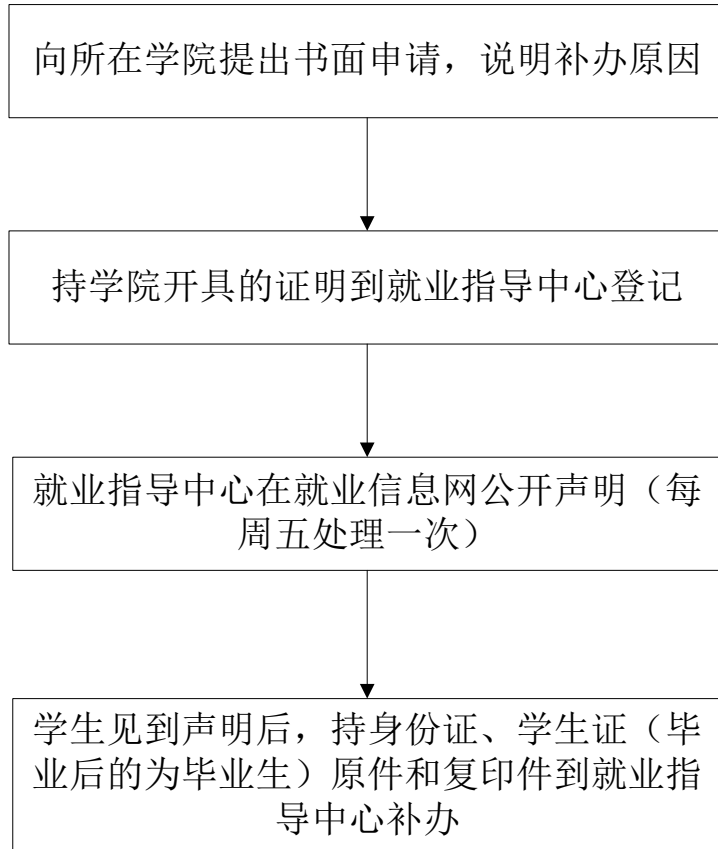 向所在学院提出书面申请，说明补办原因
持学院开具的证明到就业指导中心登记
就业指导中心在就业信息网公开声明（每
周五处理一次）
学生见到声明后，持身份证、学生证（毕
业后的为毕业生）原件和复印件到就业指
导中心补办